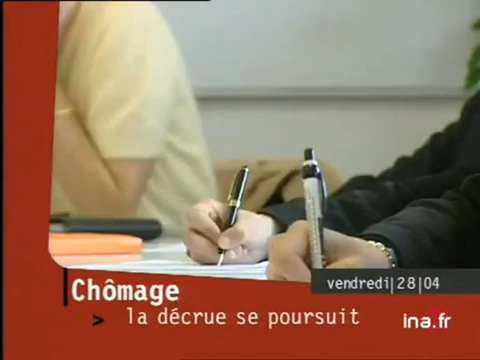 Chômage
vendredi|28|04
> la décrue se poursuit
ina.fr